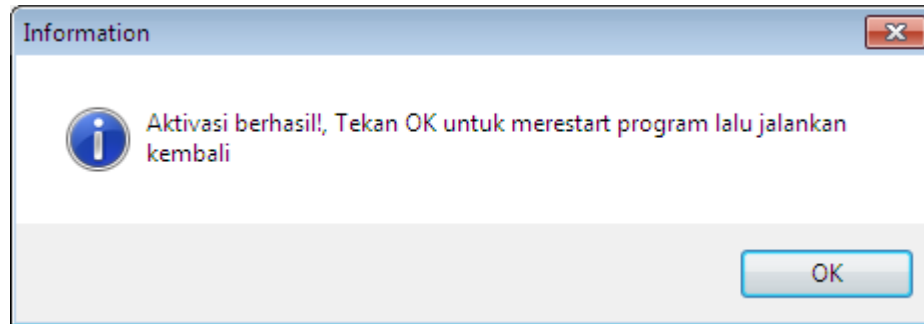 Information
Aktivasi berhasil!, Tekan OK untuk merestart program lalu jalankan
kembali
OK